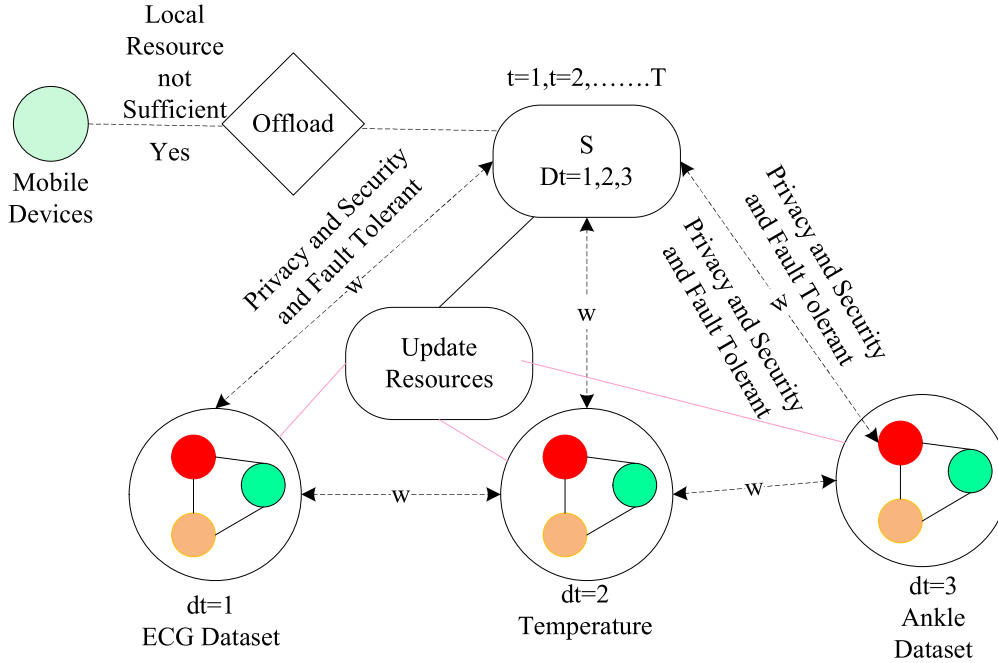 Local
Resource
not
Sufficient
Yes
Mobile
Devices
Offload
t=1,t=2,.......T
S
Dt=1,2,3
Privacy and Security
and Fault Tolerant
w
w
Privacy and Security
and Fault Tolerant
Privacy and Security
and Fault Tolerant
w
Update
Resources
w
w
dt=1
ECG Dataset
dt=2
Temperature
dt=3
Ankle
Dataset